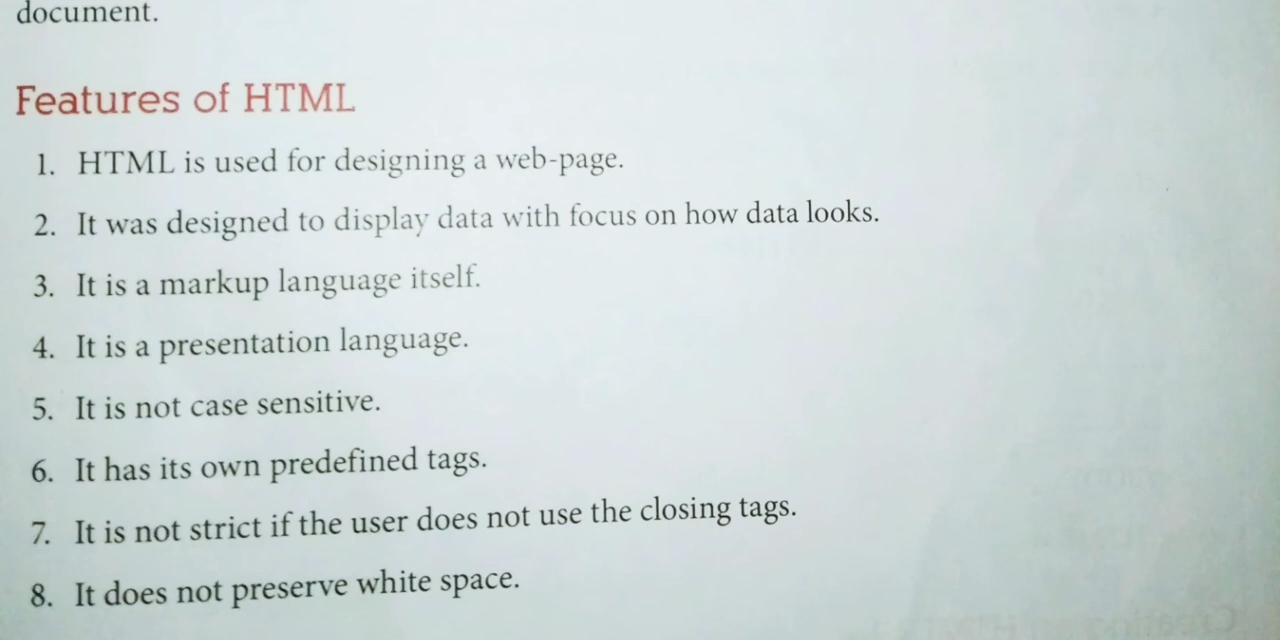 document.
Features of HTML
1. HTML is used for designing a web-page.
2. It was designed to display data with focus on how data looks.
3. It is a markup language itself.
4. It is a presentation language.
5. It is not case sensitive.
6. It has its own predefined tags.
7. It is not strict if the user does not use the closing tags.
8. It does not preserve white space.